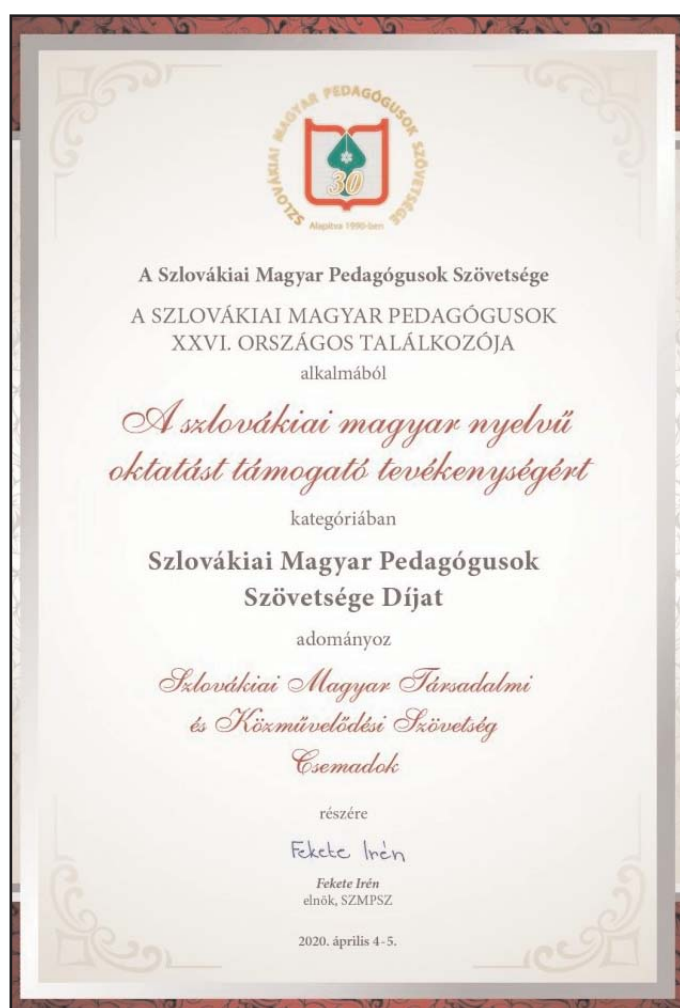 SZLOVÁKIAI MAGYAR PEDAGÓGUSOK SZÖVETSÉGE
30
Alapítva 1990-ben
A Szlovákiai Magyar Pedagógusok Szövetsége
A SZLOVÁKIAI MAGYAR PEDAGÓGUSOK
XXVI. ORSZÁGOS TALÁLKOZÓJA
alkalmából
A szlovákiai magyar nyelvű
oktatást támogató tevékenységért
kategóriában
Szlovákiai Magyar Pedagógusok
Szövetsége Díjat
adományoz
Szlovákiai Magyar Társadalmi
és Közművelődési Szövetség
Csemadok
részére
Fekete Irén
Fekete Irén
elnök, SZMPSZ
2020. április 4-5.